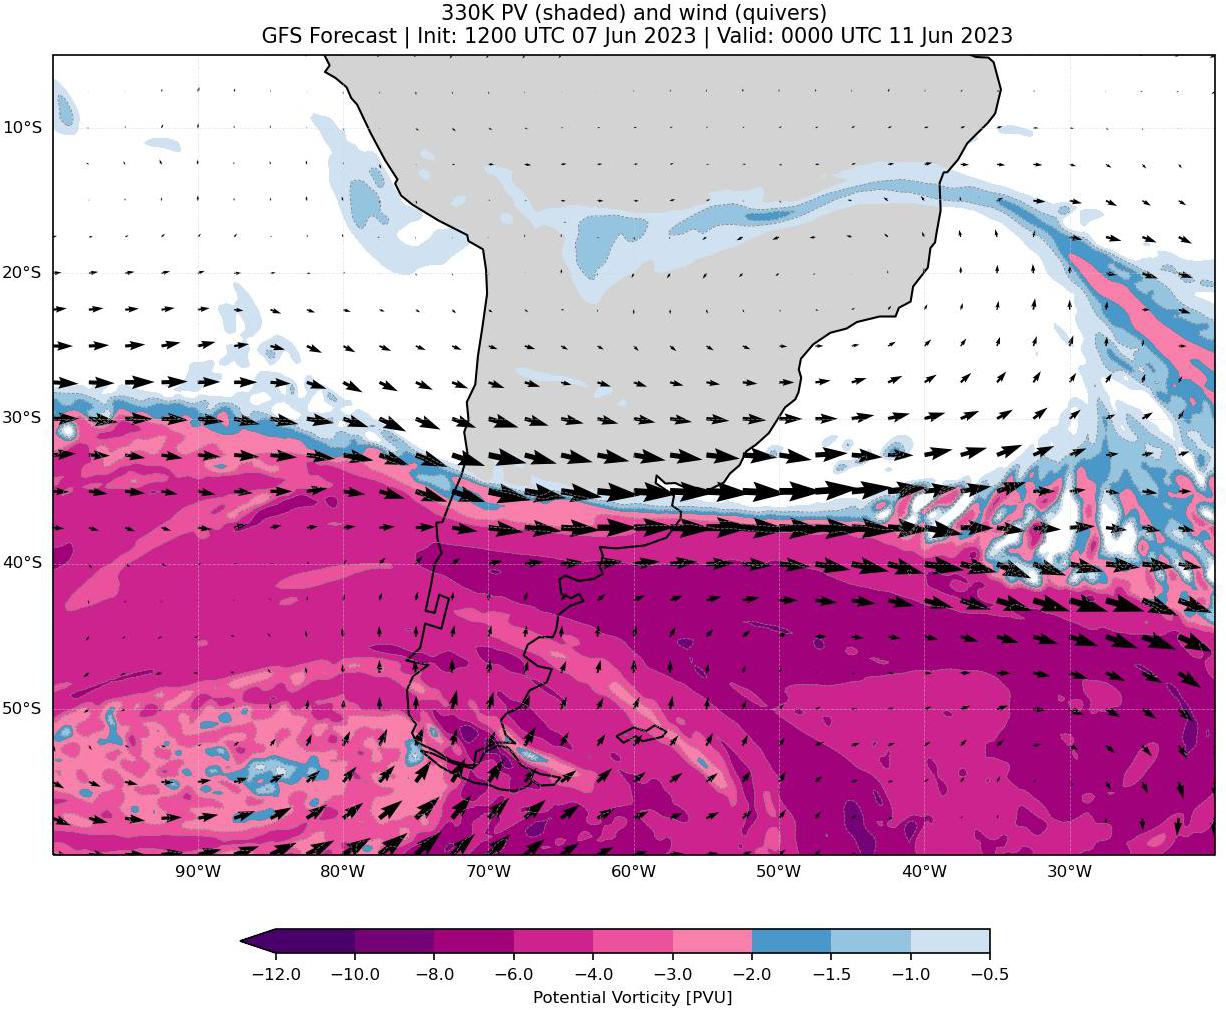 330K PV (shaded) and wind (quivers)
GFS Forecast | Init: 1200 UTC 07 Jun 2023 | Valid: 0000 UTC 11 Jun 2023
10°S
20°S
30°S
40°S
50°S
90°W 80°W 70°W 60°W 50°W 40°W 30°W
−12.0 −10.0 −8.0 −6.0 −4.0 −3.0 −2.0 −1.5 −1.0 −0.5
Potential Vorticity [PVU]